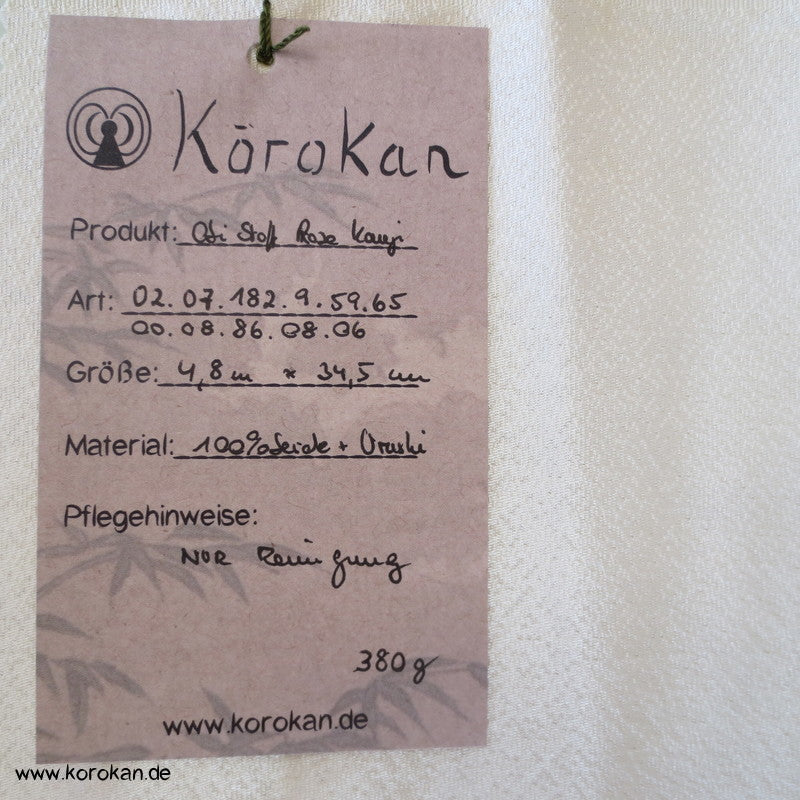 Kōrokan
Produkt: Obi Stoff Rose Kanji
Art: 02.07.182.9.59.65
00.08.86.08.06
Größe: 4,8 m * 34,5 cm
Material: 100% Seide + Urushi
Pflegehinweise:
NUR Reinigung
380 g
www.korokan.de
www.korokan.de